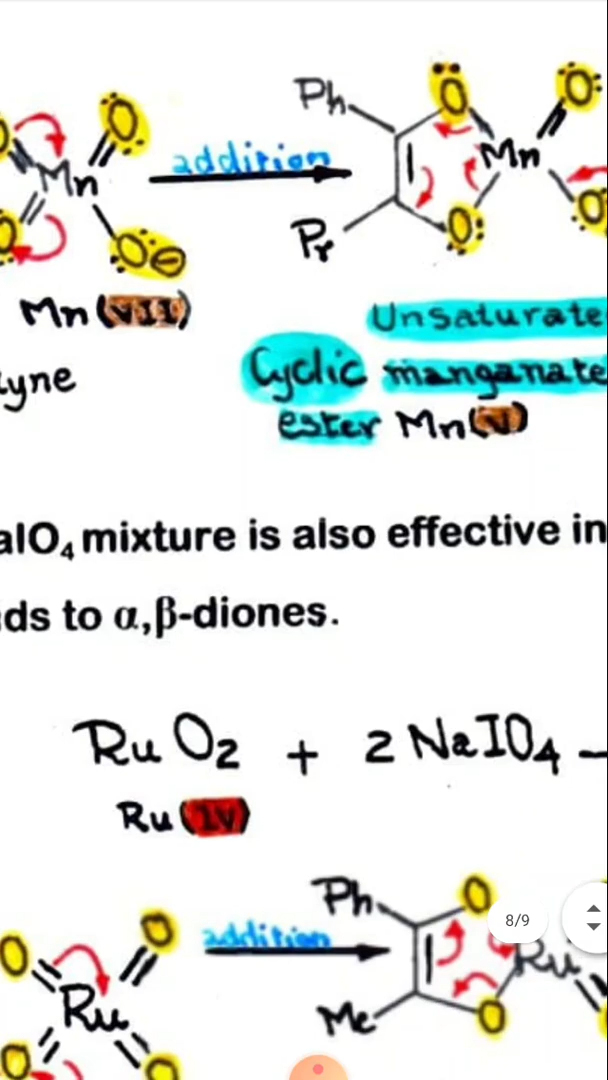 Ph
O
O
O
O
Mn
addition
Mn
Pr
O⊖
O
O
Mn (VII)
Unsaturate
lyne
Cyclic manganate
ester Mn(V)
aIO₄ mixture is also effective in
ds to α,β-diones.
RuO₂ + 2 NaIO₄ –
Ru(IV)
Ph
O
8/9
O
O
addition
Ru
Ru
Me
O
O
O